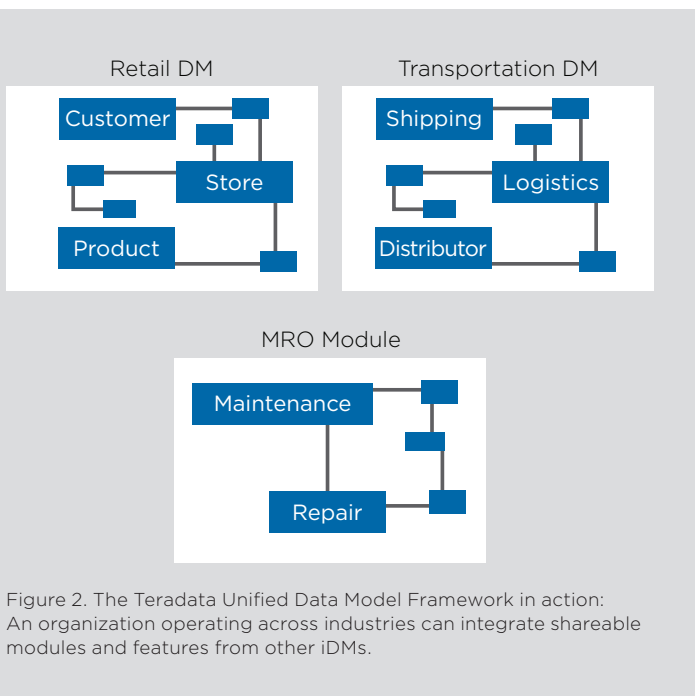 Retail DM
Transportation DM
Customer
Store
Product
Shipping
Logistics
Distributor
MRO Module
Maintenance
Repair
Figure 2. The Teradata Unified Data Model Framework in action:
An organization operating across industries can integrate shareable
modules and features from other iDMs.